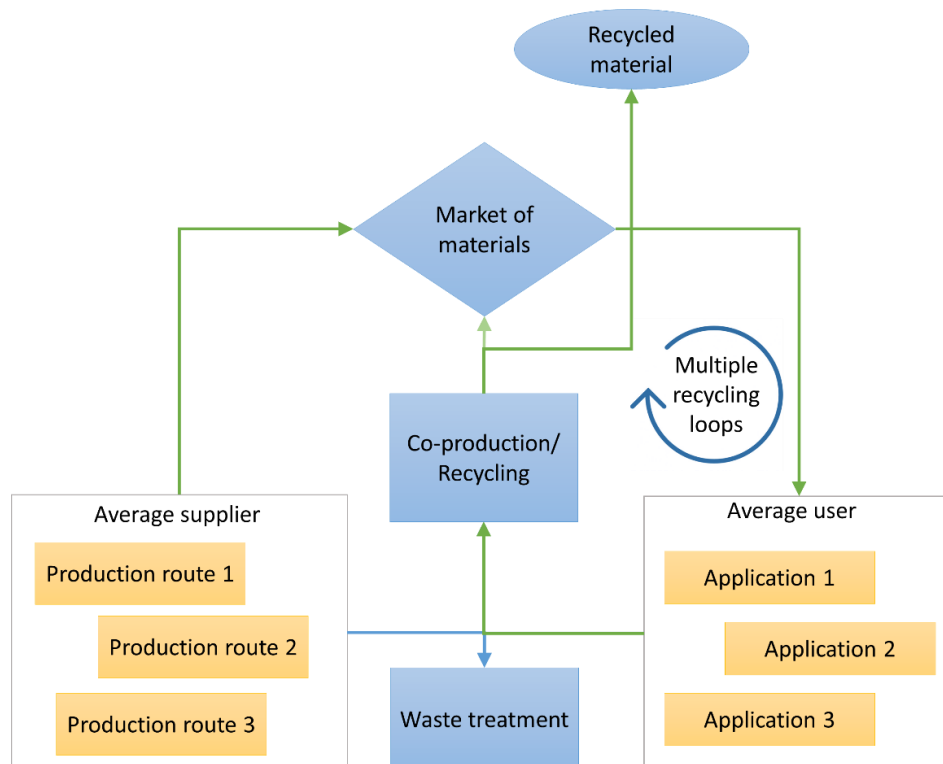 Recycled
material
Market of
materials
Multiple
recycling
loops
Co-production/
Recycling
Average supplier
Production route 1
Production route 2
Production route 3
Average user
Application 1
Application 2
Application 3
Waste treatment